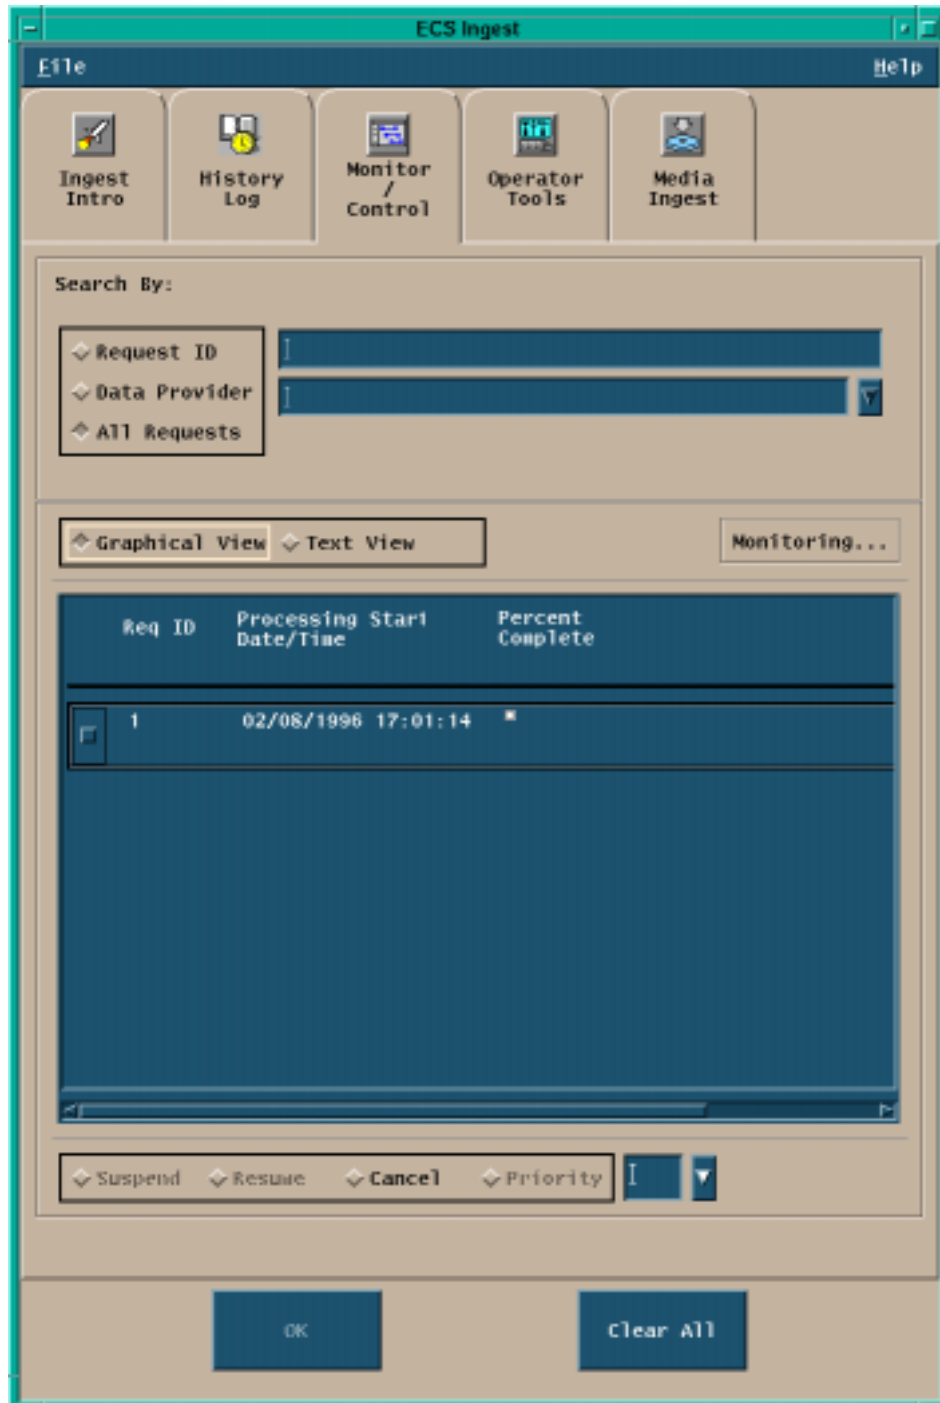 ECS Ingest
File
Help
Ingest
Intro
History
Log
Monitor
/
Control
Operator
Tools
Media
Ingest
Search By:
Request ID
Data Provider
All Requests
Graphical View
Text View
Monitoring...
Req ID
Processing Start
Date/Time
Percent
Complete
1
02/08/1996 17:01:14
Suspend
Resume
Cancel
Priority
OK
Clear All